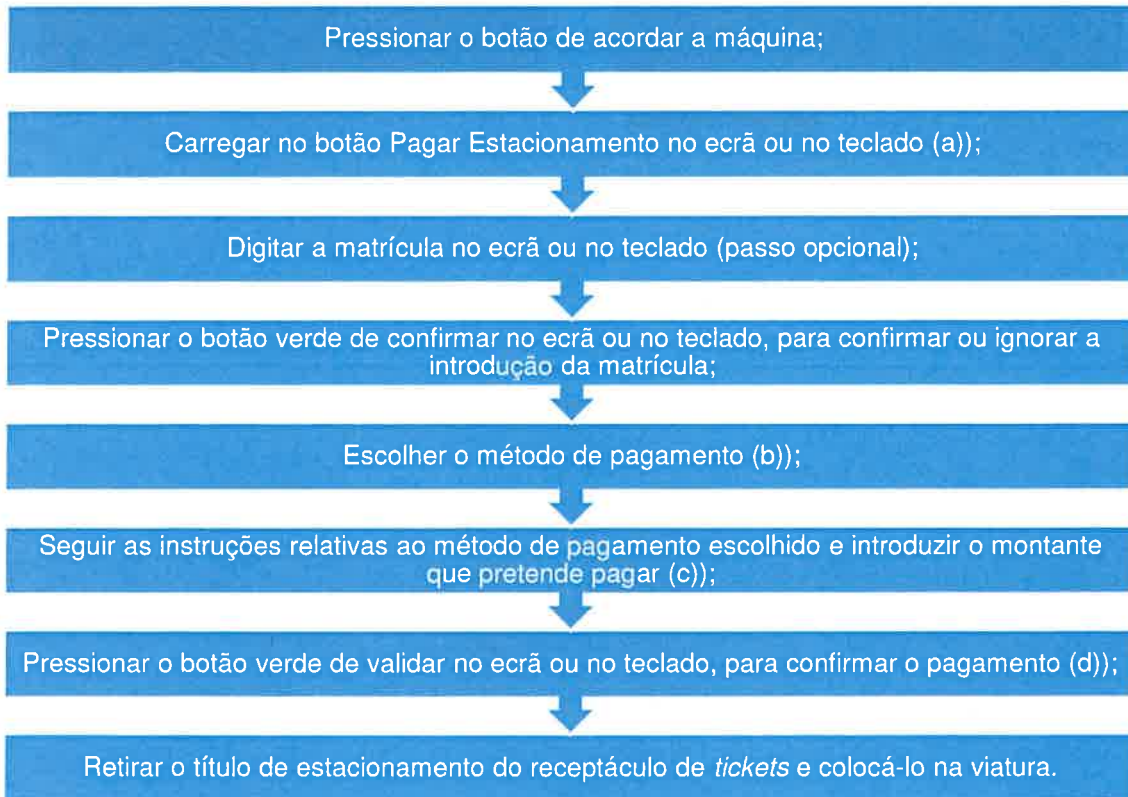 Pressionar o botão de acordar a máquina;
Carregar no botão Pagar Estacionamento no ecrã ou no teclado (a));
Digitar a matrícula no ecrã ou no teclado (passo opcional);
Pressionar o botão verde de confirmar no ecrã ou no teclado, para confirmar ou ignorar a
introdução da matrícula;
Escolher o método de pagamento (b));
Seguir as instruções relativas ao método de pagamento escolhido e introduzir o montante
que pretende pagar (c));
Pressionar o botão verde de validar no ecrã ou no teclado, para confirmar o pagamento (d));
Retirar o título de estacionamento do receptáculo de tickets e colocá-lo na viatura.